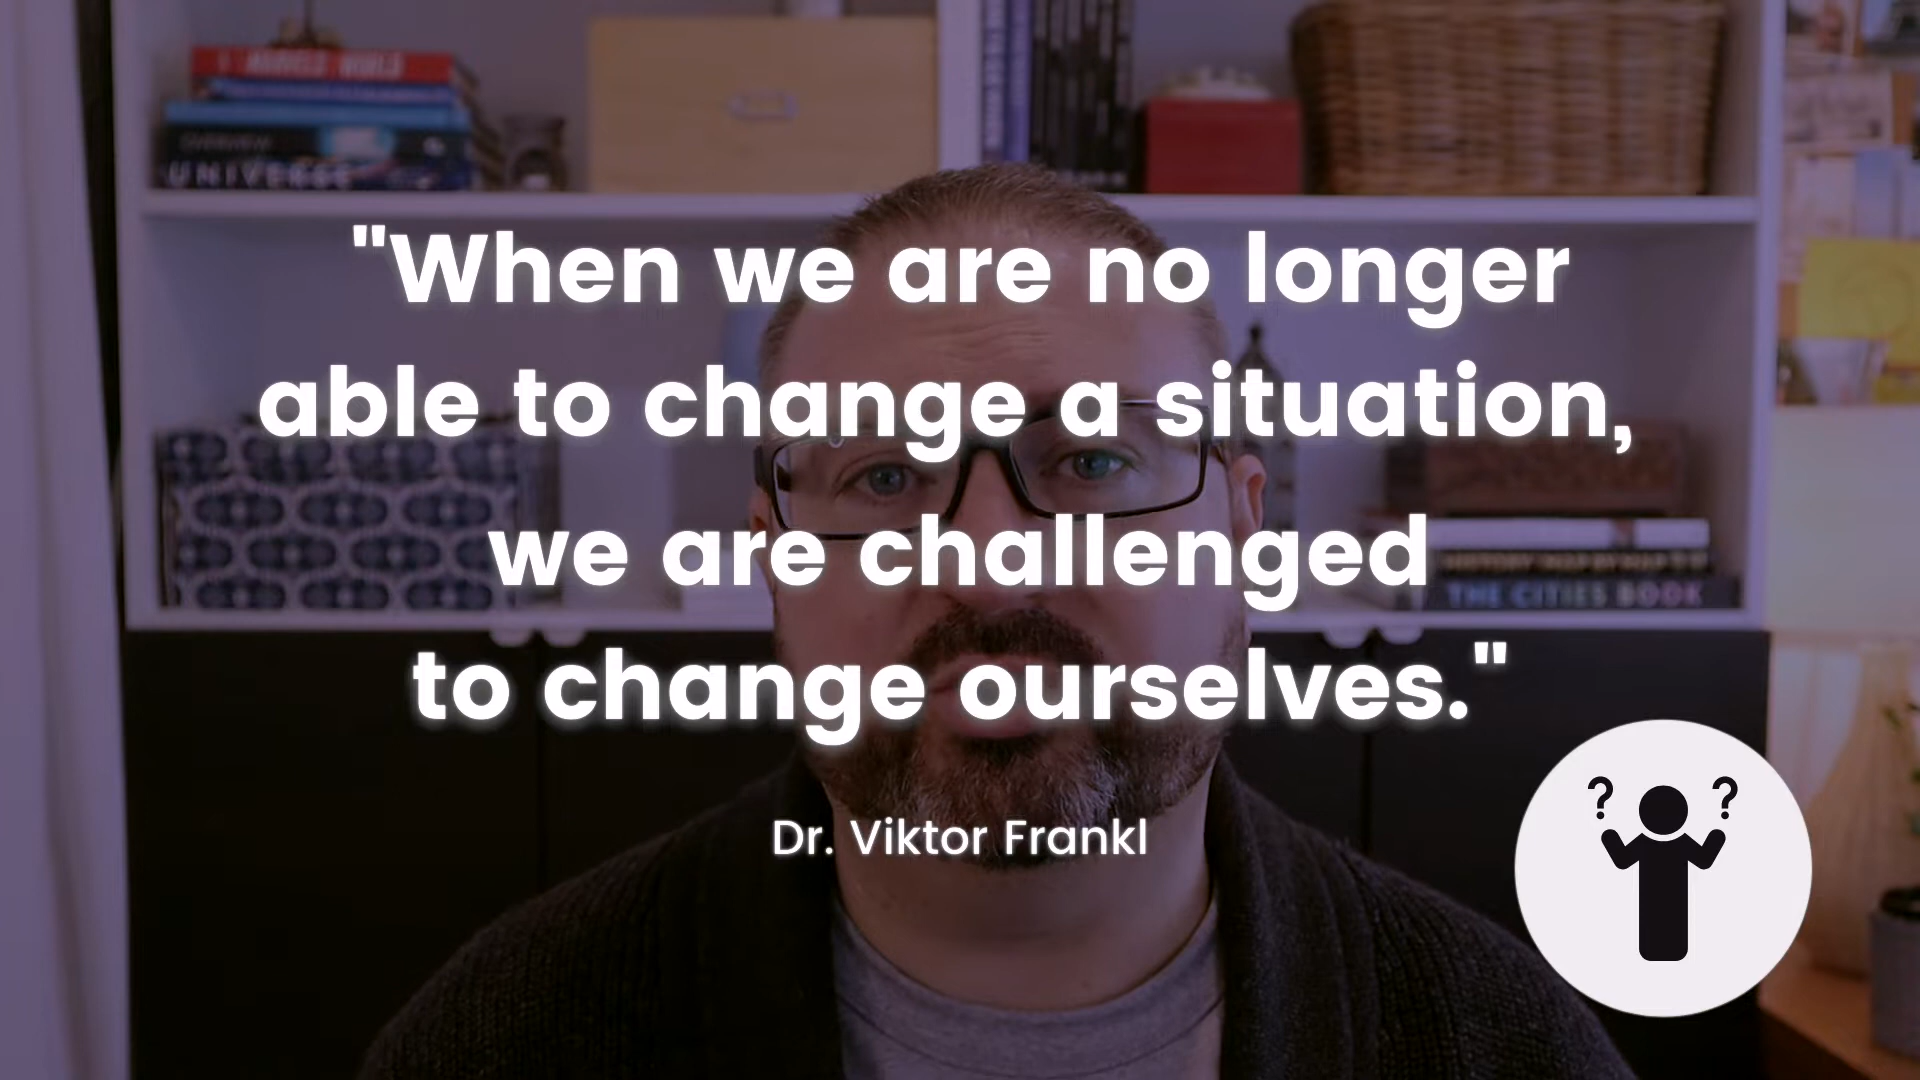 UNIVERSE
"When we are no longer
able to change a situation,
we are challenged
to change ourselves."
THE CITIES BOOK
Dr. Viktor Frankl
? ?